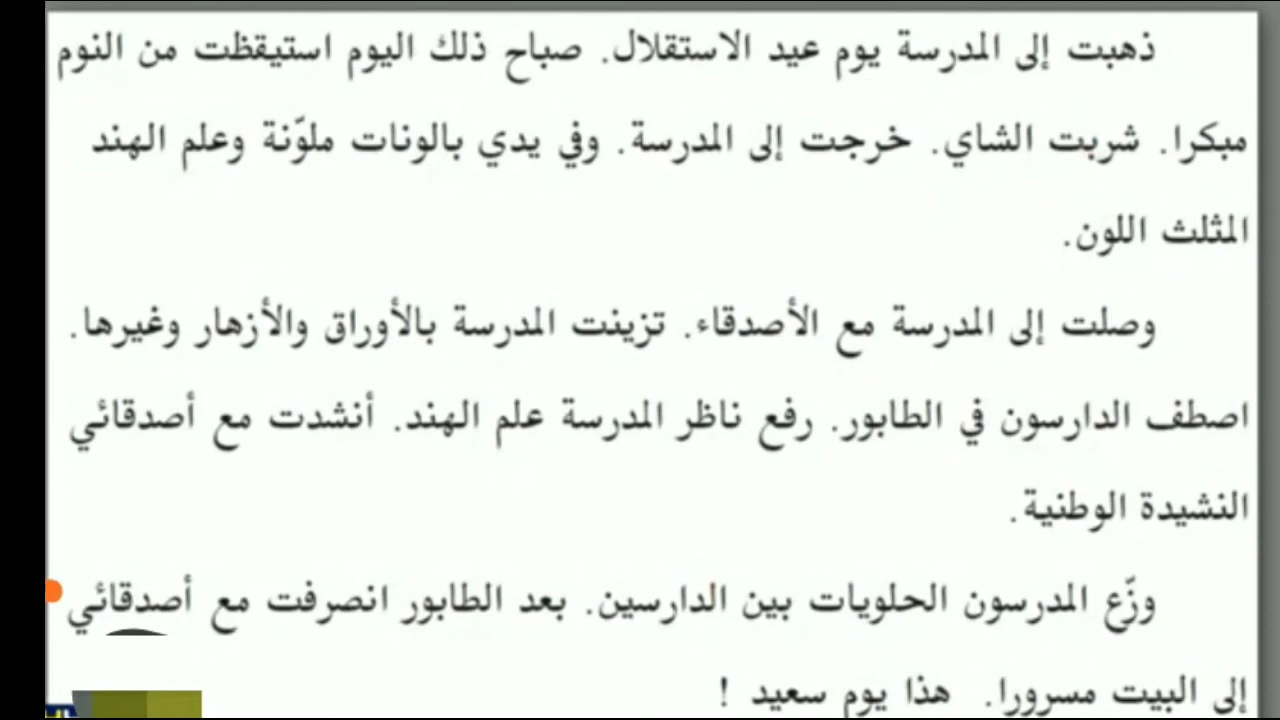 ذهبت إلى المدرسة يوم عيد الاستقلال. صباح ذلك اليوم استيقظت من النوم
مبكرا. شربت الشاي. خرجت إلى المدرسة. وفي يدي بالونات ملوّنة وعلم الهند
المثلث اللون.
وصلت إلى المدرسة مع الأصدقاء. تزينت المدرسة بالأوراق والأزهار وغيرها.
اصطف الدارسون في الطابور. رفع ناظر المدرسة علم الهند. أنشدت مع أصدقائي
النشيدة الوطنية.
وزّع المدرسون الحلويات بين الدارسين. بعد الطابور انصرفت مع أصدقائي
إلى البيت مسرورا. هذا يوم سعيد !